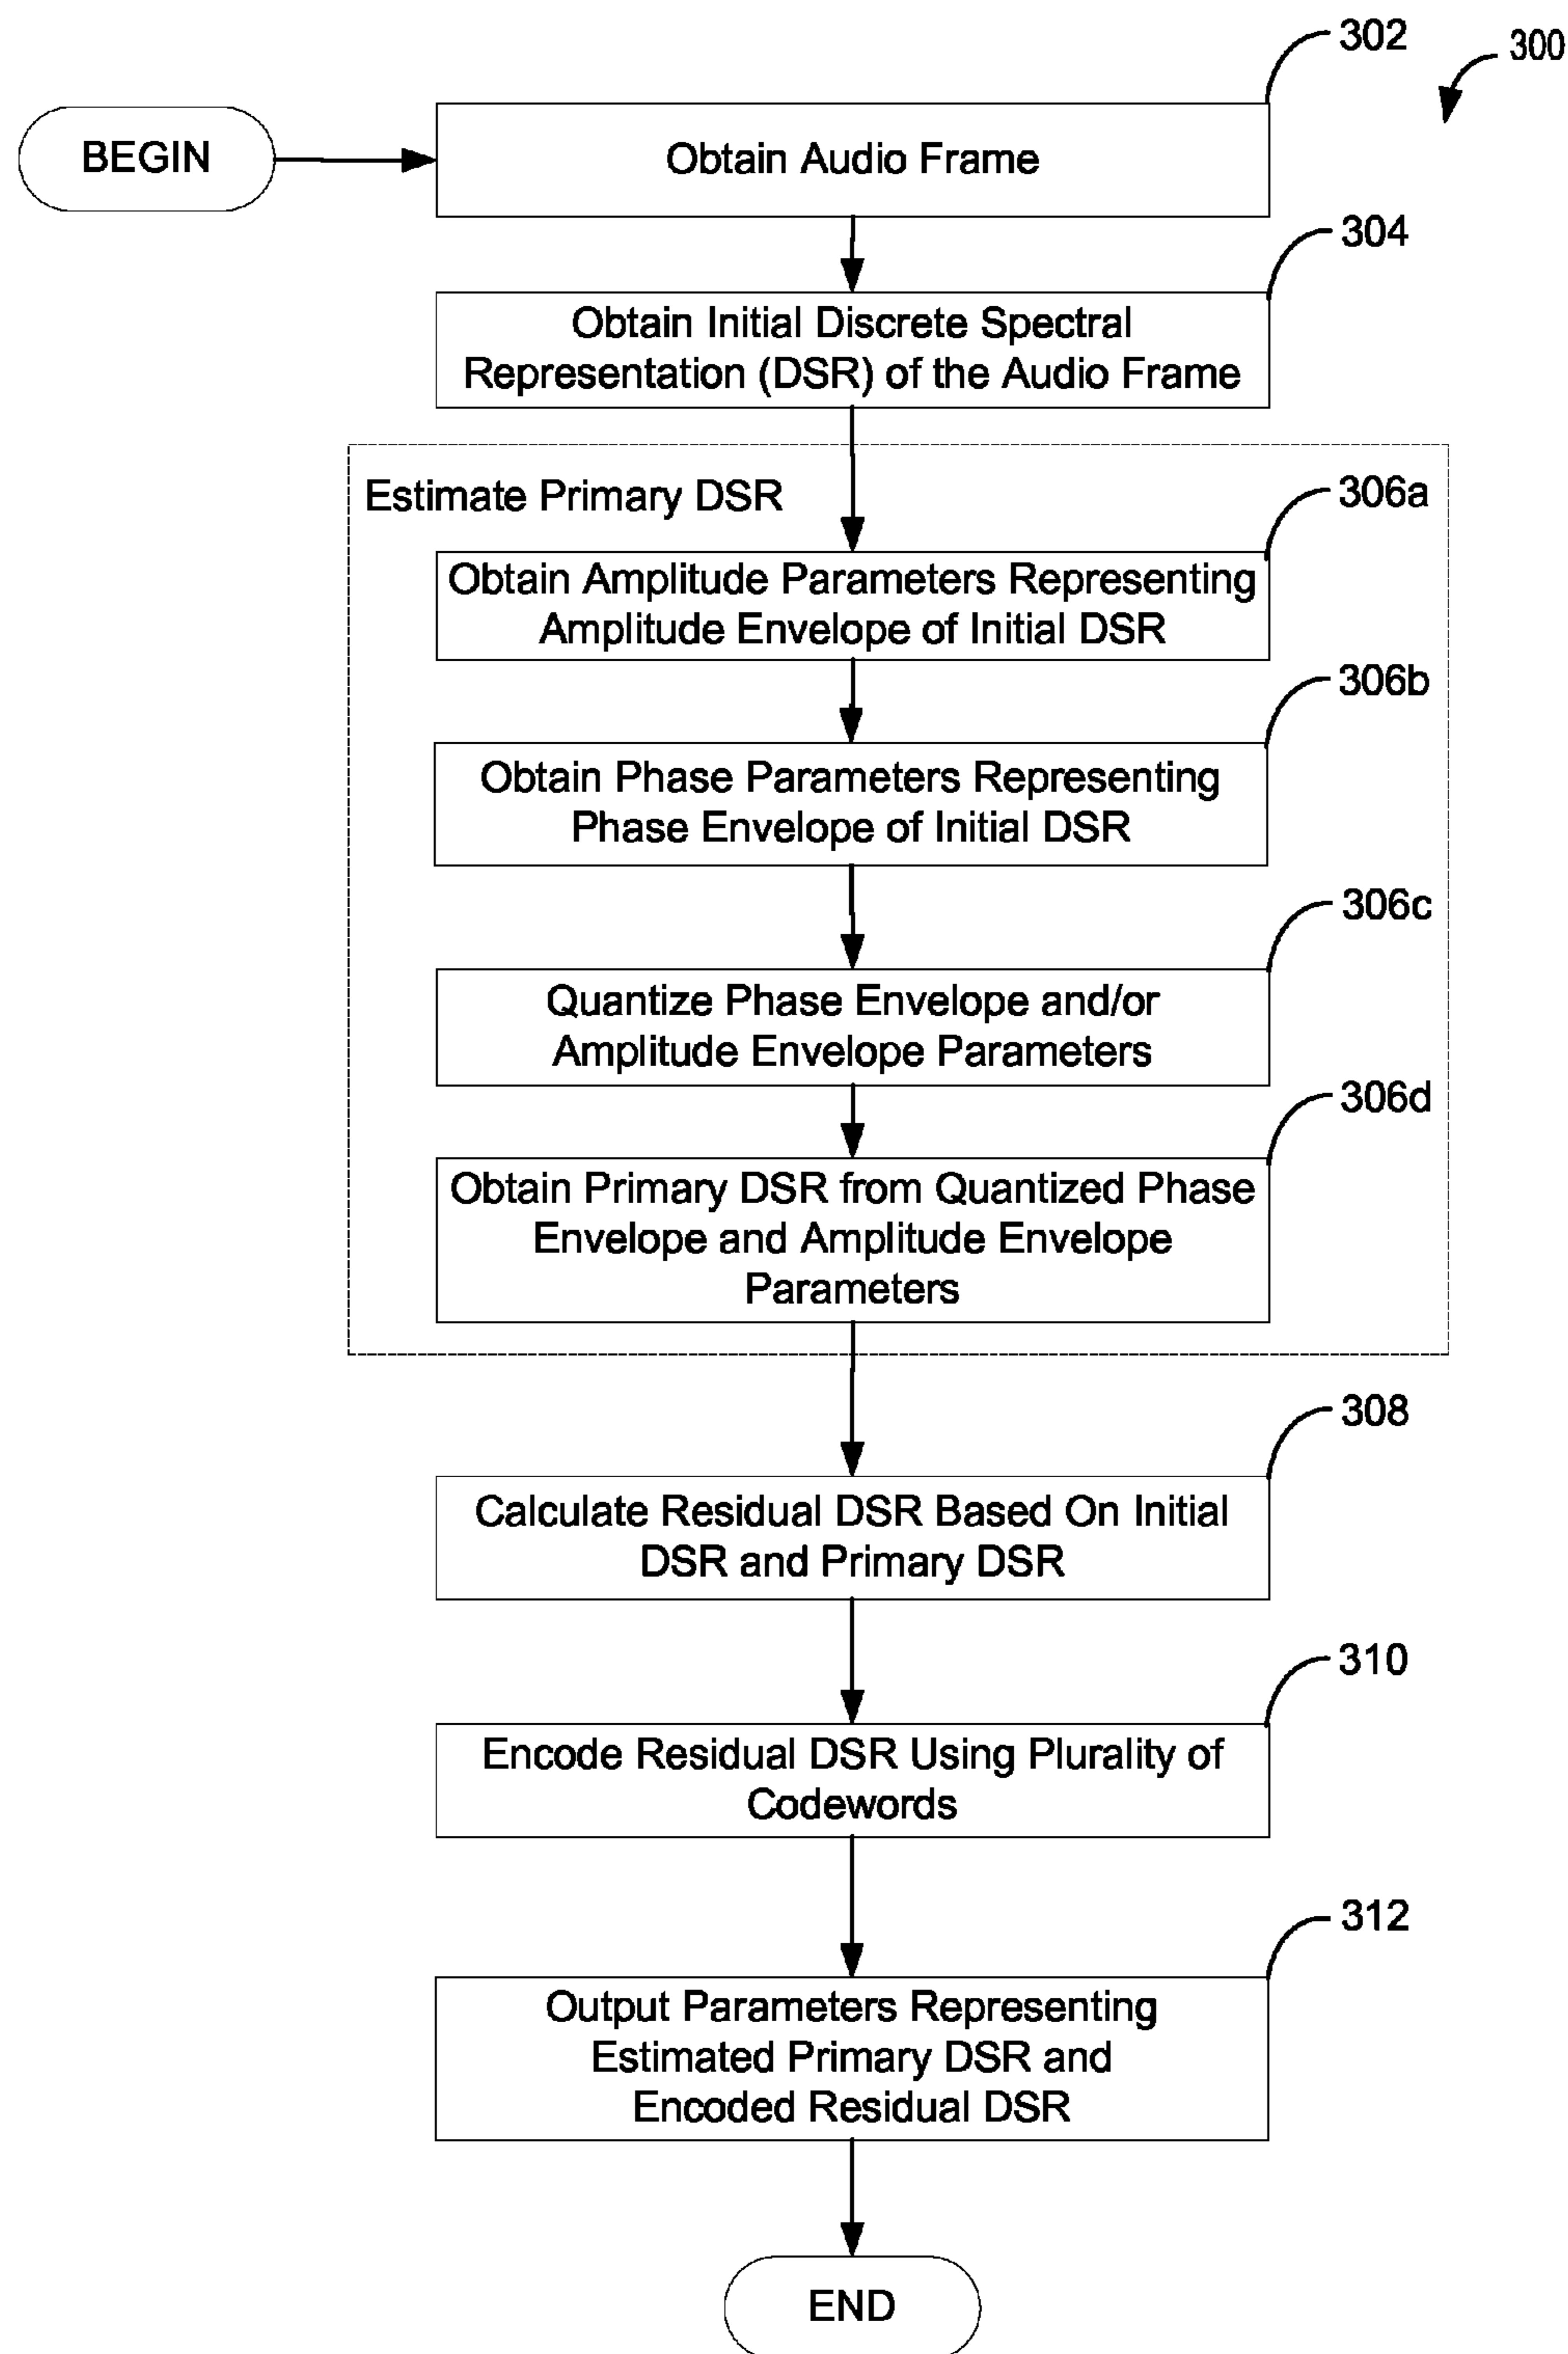 302
300
BEGIN
Obtain Audio Frame
304
Obtain Initial Discrete Spectral
Representation (DSR) of the Audio Frame
Estimate Primary DSR
306a
Obtain Amplitude Parameters Representing
Amplitude Envelope of Initial DSR
306b
Obtain Phase Parameters Representing
Phase Envelope of Initial DSR
306c
Quantize Phase Envelope and/or
Amplitude Envelope Parameters
306d
Obtain Primary DSR from Quantized Phase
Envelope and Amplitude Envelope
Parameters
308
Calculate Residual DSR Based On Initial
DSR and Primary DSR
310
Encode Residual DSR Using Plurality of
Codewords
312
Output Parameters Representing
Estimated Primary DSR and
Encoded Residual DSR
END